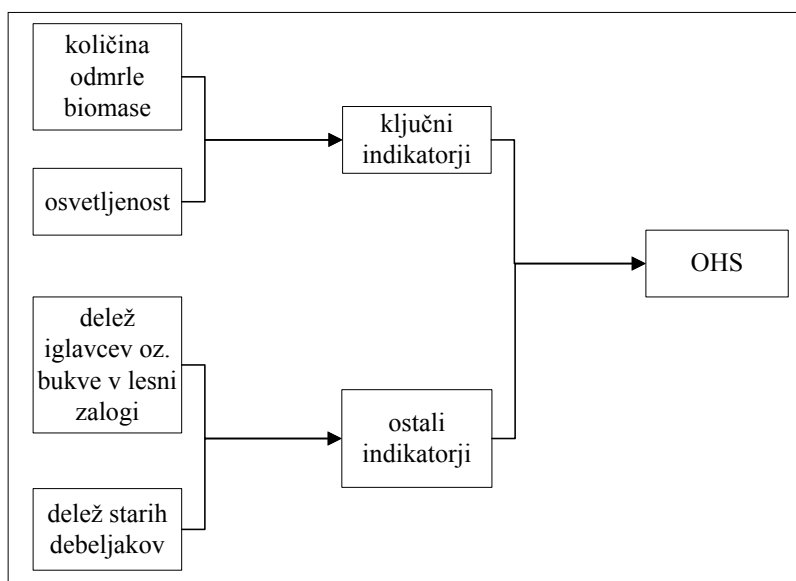 količina
odmrle
biomase
osvetljenost
ključni
indikatorji
OHS
delež
iglavcev oz.
bukve v lesni
zalogi
ostali
indikatorji
delež starih
debeljakov